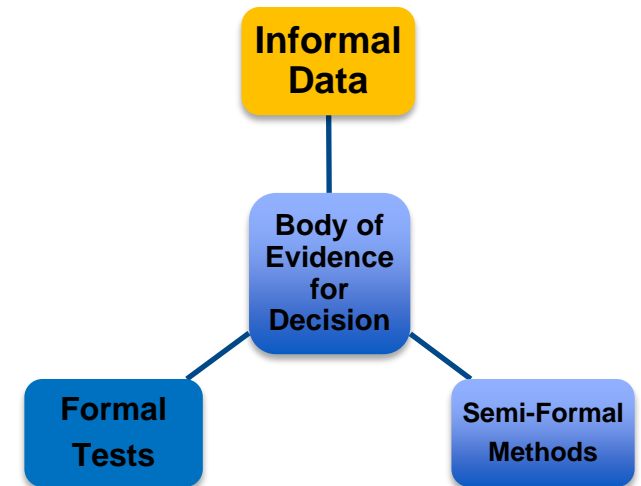 Informal
Data
Body of
Evidence
for
Decision
Formal
Tests
Semi-Formal
Methods